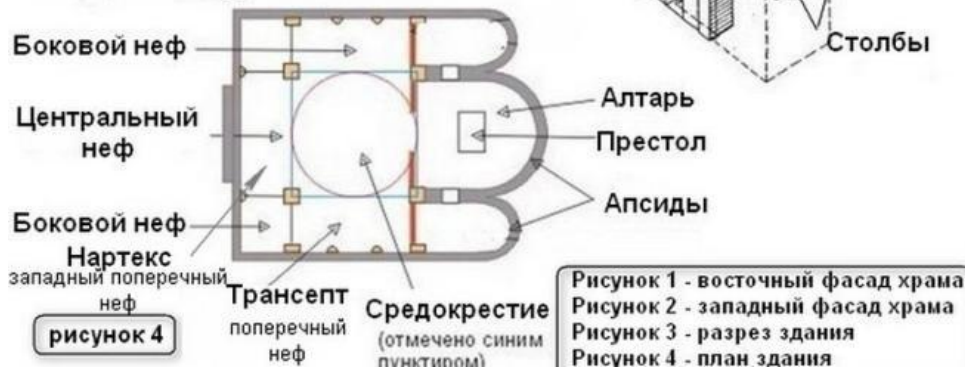 Боковой неф
Столбы
Алтарь
Центральный
неф
Престол
Апсиды
Боковой неф
Нартекс
западный поперечный
неф
Трансепт
поперечный
неф
Средокрестие
(отмечено синим
пунктиром)
рисунок 4
Рисунок 1 - восточный фасад храма
Рисунок 2 - западный фасад храма
Рисунок 3 - разрез здания
Рисунок 4 - план здания